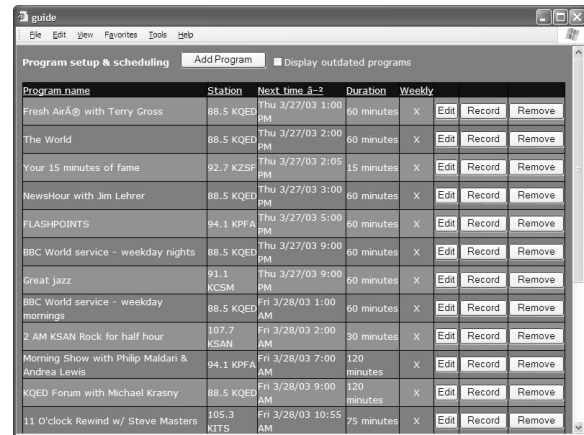 guide
File Edit View Favorites Tools Help
Program setup & scheduling Add Program Display outdated programs
Program name Station Next time â–² Duration Weekly
Fresh AirÂ® with Terry Gross 88.5 KQED Thu 3/27/03 1:00 PM 60 minutes X Edit Record Remove
The World 88.5 KQED Thu 3/27/03 2:00 PM 60 minutes X Edit Record Remove
Your 15 minutes of fame 92.7 KZSF Thu 3/27/03 2:05 PM 15 minutes X Edit Record Remove
NewsHour with Jim Lehrer 88.5 KQED Thu 3/27/03 3:00 PM 60 minutes X Edit Record Remove
FLASHPOINTS 94.1 KPFA Thu 3/27/03 5:00 PM 60 minutes X Edit Record Remove
BBC World service - weekday nights 88.5 KQED Thu 3/27/03 9:00 PM 60 minutes X Edit Record Remove
Great jazz 91.1 KCSM Thu 3/27/03 9:00 PM 60 minutes X Edit Record Remove
BBC World service - weekday mornings 88.5 KQED Fri 3/28/03 1:00 AM 60 minutes X Edit Record Remove
2 AM KSAN Rock for half hour 107.7 KSAN Fri 3/28/03 2:00 AM 30 minutes X Edit Record Remove
Morning Show with Philip Maldari & Andrea Lewis 94.1 KPFA Fri 3/28/03 7:00 AM 120 minutes X Edit Record Remove
KQED Forum with Michael Krasny 88.5 KQED Fri 3/28/03 9:00 AM 120 minutes X Edit Record Remove
11 O'clock Rewind w/ Steve Masters 105.3 KITS Fri 3/28/03 10:55 AM 75 minutes X Edit Record Remove